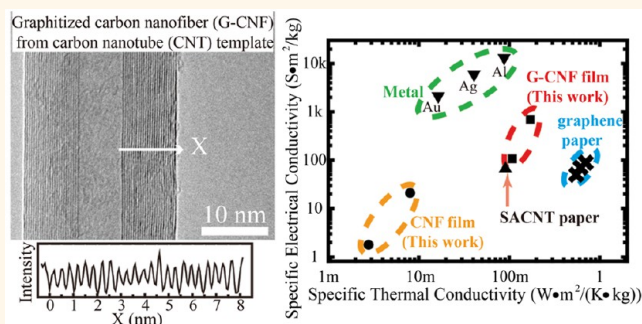 Graphitized carbon nanofiber (G-CNF)
from carbon nanotube (CNT) template
X
10 nm
Intensity
0 1 2 3 4 5 6 7 8
X (nm)
Specific Electrical Conductivity (Sm²/kg)
10k
1k
100
10
1
Metal
Au
Ag
Al
G-CNF film
(This work)
graphene
paper
SACNT paper
CNF film
(This work)
1m 10m 100m 1
Specific Thermal Conductivity (W•m²/(K•kg))